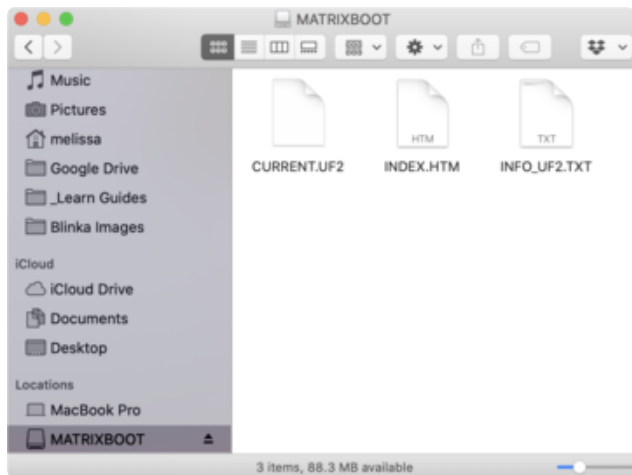 MATRIXBOOT
Music
Pictures
melissa
Google Drive
_Learn Guides
Blinka Images
iCloud
iCloud Drive
Documents
Desktop
Locations
MacBook Pro
MATRIXBOOT
HTM
TXT
CURRENT.UF2 INDEX.HTM INFO_UF2.TXT
3 items, 88.3 MB available